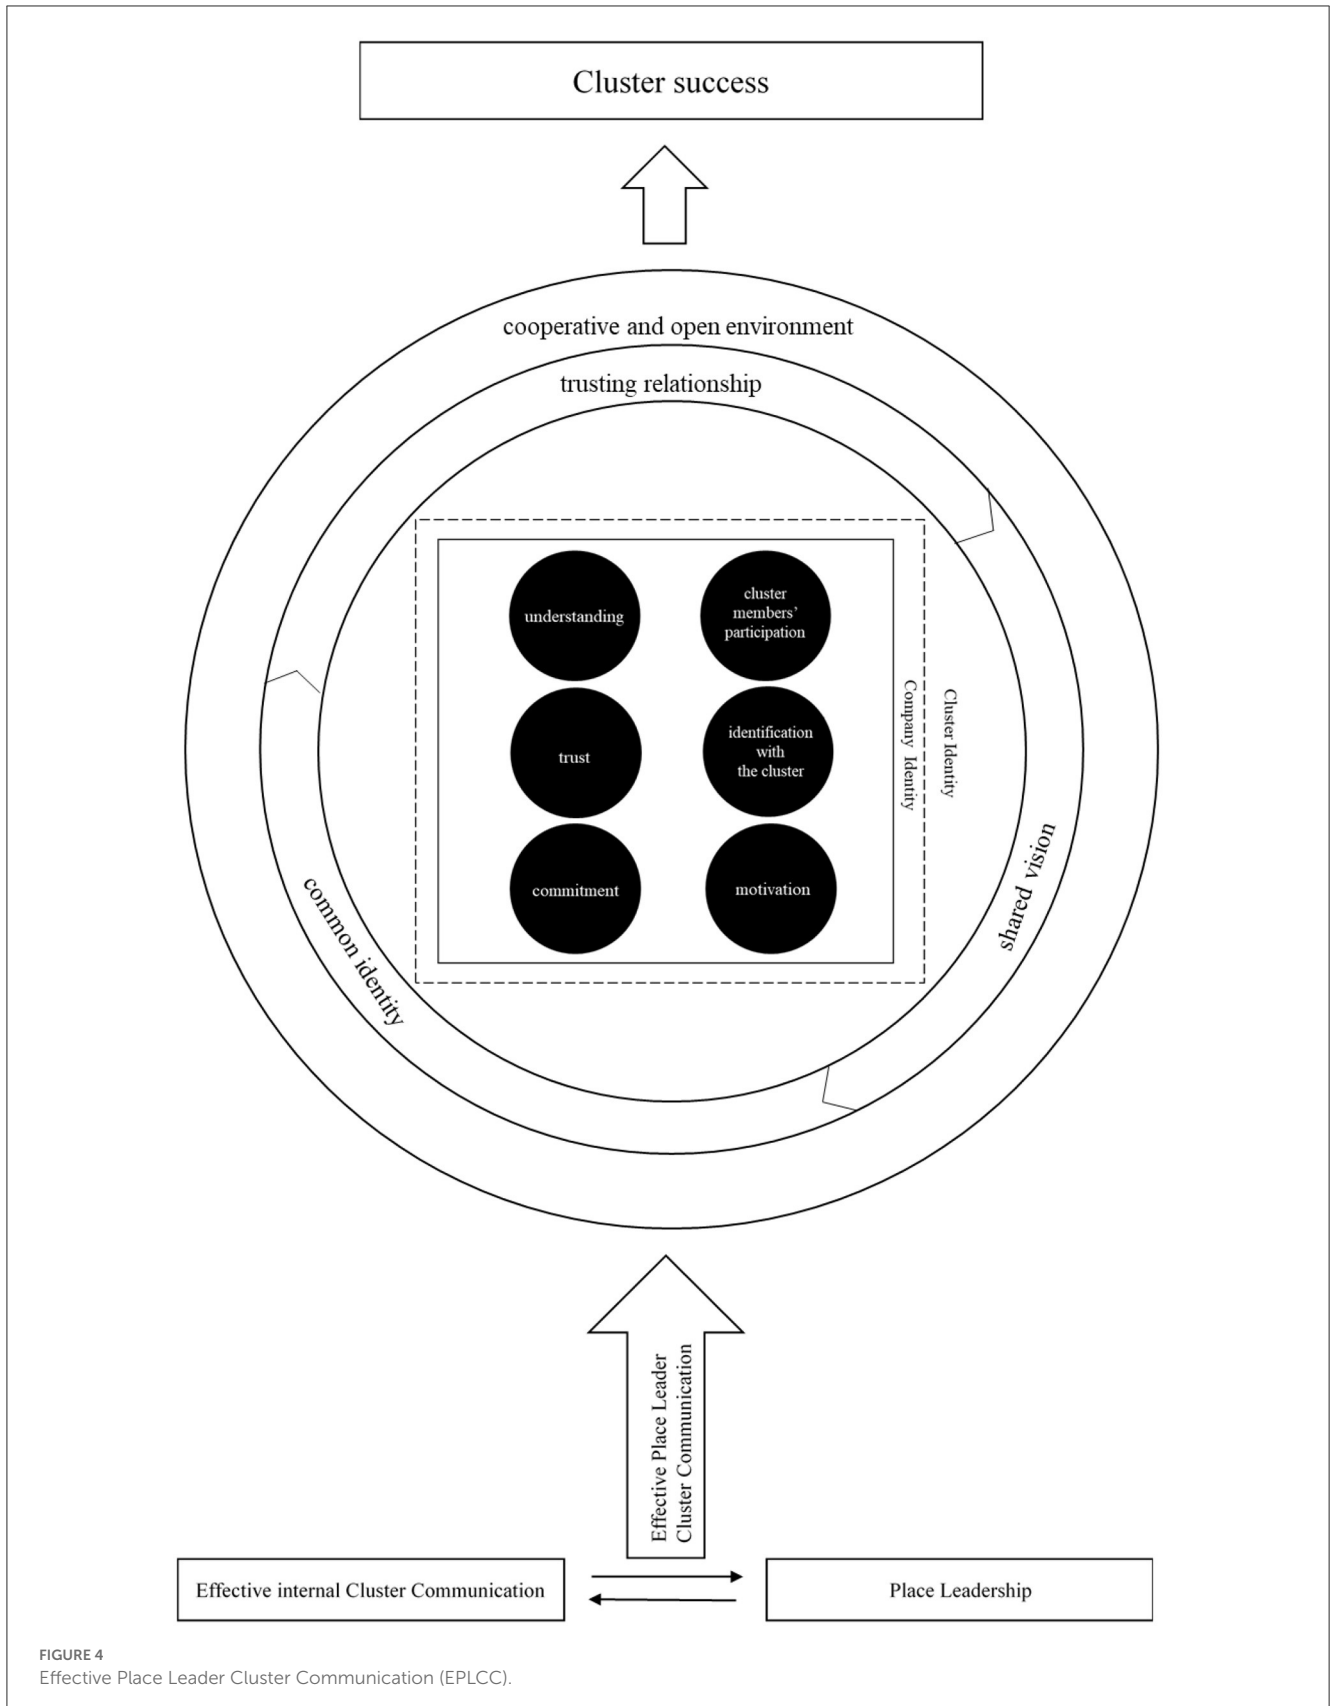 Cluster success
cooperative and open environment
trusting relationship
understanding
cluster
members’
participation
trust
identification
with
the cluster
commitment
motivation
Company Identity
Cluster Identity
common identity
shared vision
Effective Place Leader
Cluster Communication
Effective internal Cluster Communication
Place Leadership
FIGURE 4
Effective Place Leader Cluster Communication (EPLCC).